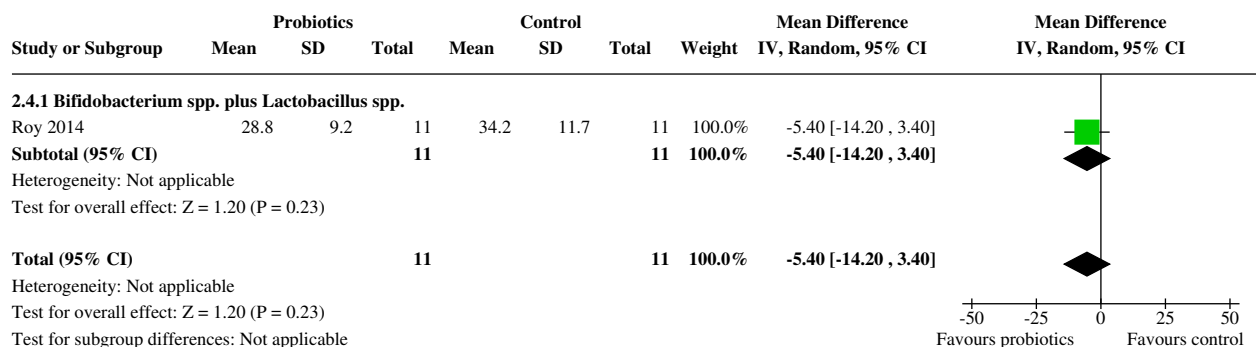 Probiotics Control Mean Difference Mean Difference
Study or Subgroup Mean SD Total Mean SD Total Weight IV, Random, 95% CI IV, Random, 95% CI
2.4.1 Bifidobacterium spp. plus Lactobacillus spp.
Roy 2014 28.8 9.2 11 34.2 11.7 11 100.0% -5.40 [-14.20 , 3.40]
Subtotal (95% CI) 11 11 100.0% -5.40 [-14.20 , 3.40]
Heterogeneity: Not applicable
Test for overall effect: Z = 1.20 (P = 0.23)
Total (95% CI) 11 11 100.0% -5.40 [-14.20 , 3.40]
Heterogeneity: Not applicable
Test for overall effect: Z = 1.20 (P = 0.23)
-50 -25 0 25 50
Test for subgroup differences: Not applicable Favours probiotics Favours control